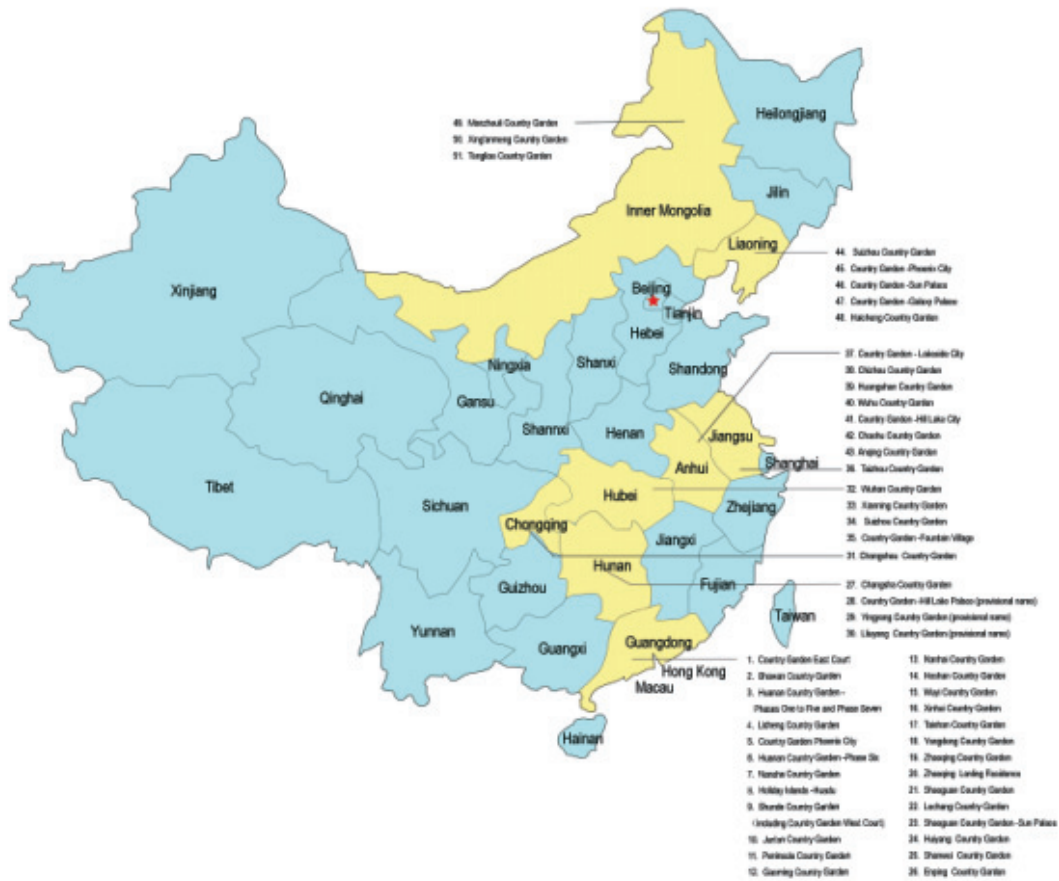 Heilongjiang
49. Manzhouli Country Garden
50. Xing'anmeng Country Garden
51. Tongliao Country Garden
Jilin
Inner Mongolia
Liaoning
44. Suizhou Country Garden
45. Country Garden -Phoenix City
46. Country Garden -Sun Palace
47. Country Garden -Galaxy Palace
48. Haicheng Country Garden
Xinjiang
Beijing
Tianjin
Hebei
Ningxia
Shanxi
Shandong
Qinghai
Gansu
Shannxi
Henan
37. Country Garden - Lakeside City
38. Chizhou Country Garden
39. Huangshan Country Garden
40. Wuhu Country Garden
41. Country Garden -Hill Lake City
42. Chaohu Country Garden
43. Anqing Country Garden
36. Taizhou Country Garden
Jiangsu
Anhui
Shanghai
Tibet
Sichuan
Hubei
Zhejiang
32. Wuhan Country Garden
33. Xianning Country Garden
34. Suizhou Country Garden
35. Country Garden -Fountain Village
Chongqing
31. Changshou Country Garden
Jiangxi
Hunan
Guizhou
Fujian
27. Changsha Country Garden
28. Country Garden -Hill Lake Palace (provisional name)
29. Country Garden (provisional name)
30. Country Garden (provisional name)
Taiwan
Yunnan
Guangxi
Guangdong
Hong Kong
Macau
Hainan
1. Country Garden East Court
2. Country Garden
3. Huanan Country Garden –
Phases One to Five and Phase Seven
4. Licheng Country Garden
5. Country Garden Phoenix City
6. Huanan Country Garden -Phase Six
7. Nansha Country Garden
8. Holiday Islands -Huadu
9. Shunde Country Garden
(including Country Garden West Court)
10. Junlan Country Garden
11. Peninsula Country Garden
12. Gaoming Country Garden
13. Nanhai Country Garden
14. Heshan Country Garden
15. Wuyi Country Garden
16. Xinhui Country Garden
17. Taishan Country Garden
18. Yangdong Country Garden
19. Zhaoqing Country Garden
20. Zhaoqing Lanling Residence
21. Shaoguan Country Garden
22. Lechang Country Garden
23. Shaoguan Country Garden -Sun Palace
24. Huiyang Country Garden
25. Shanwei Country Garden
26. Enping Country Garden